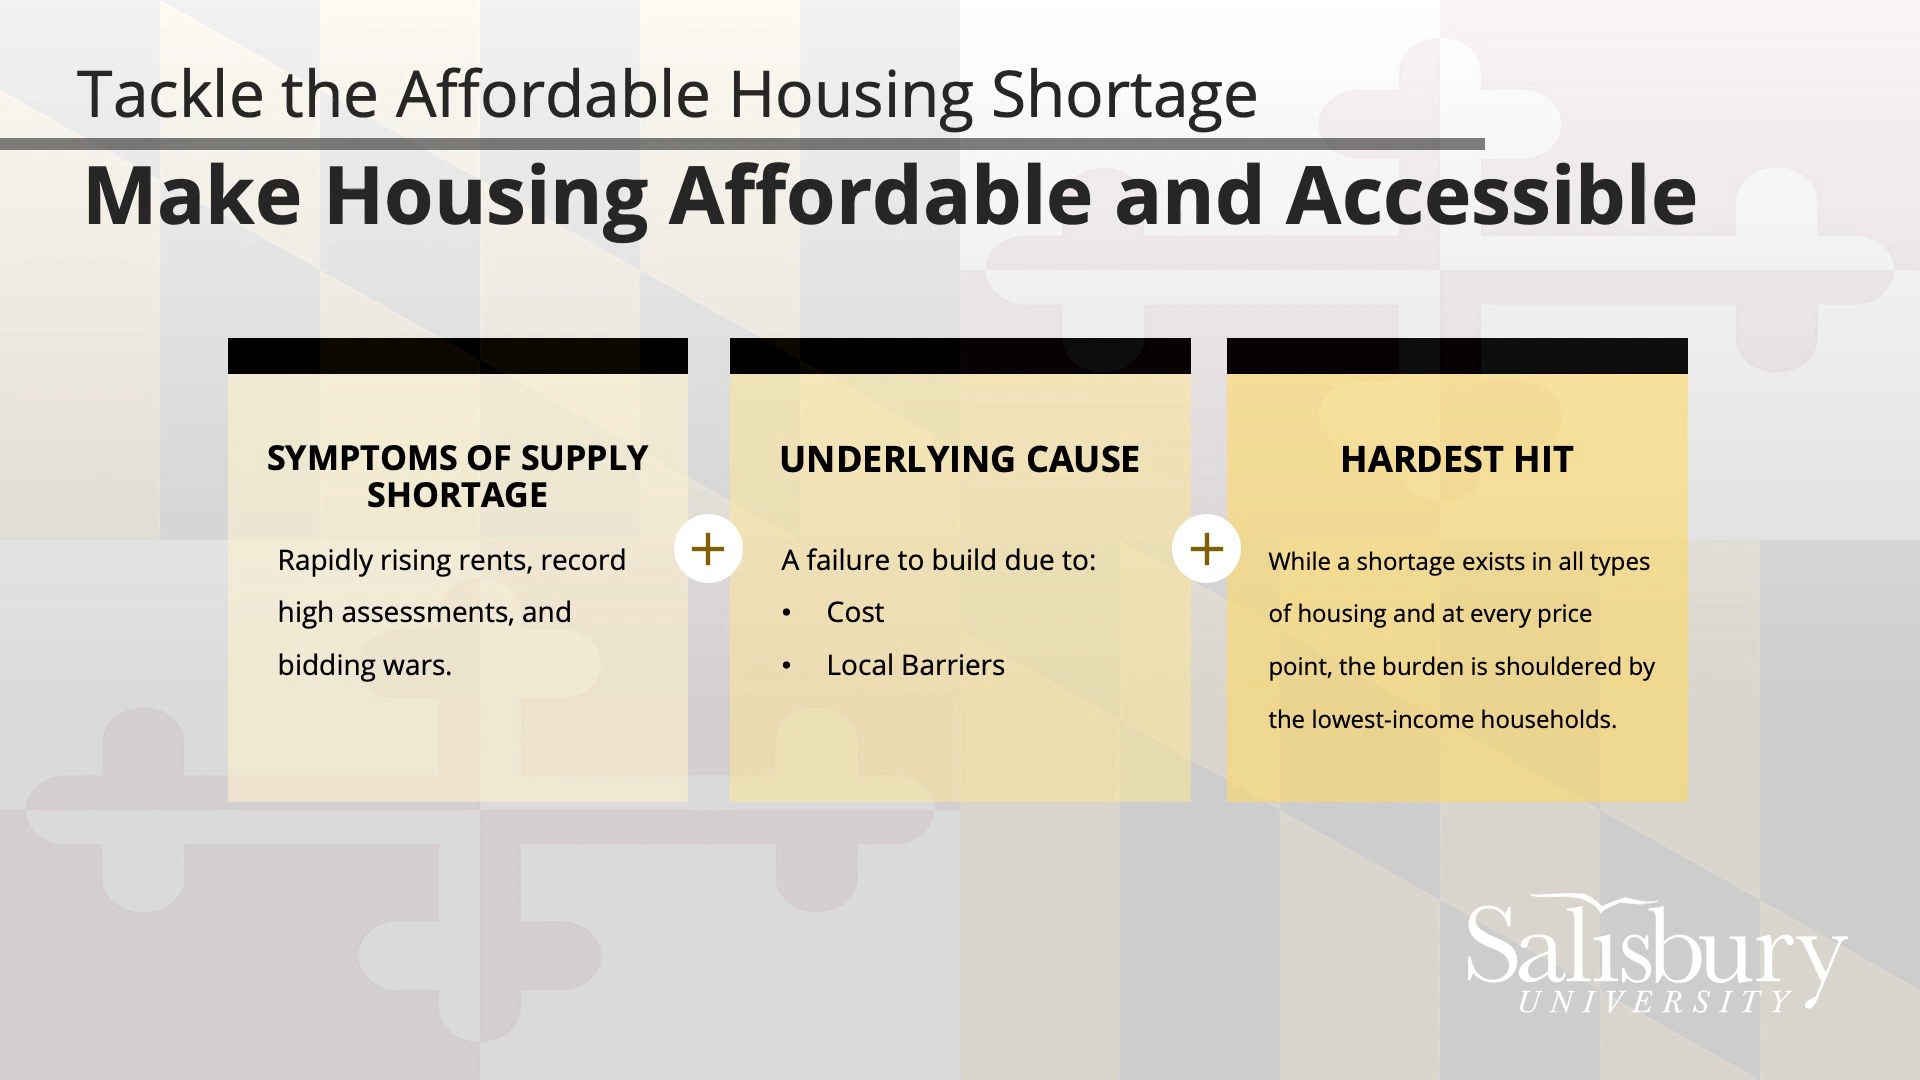 Tackle the Affordable Housing Shortage
Make Housing Affordable and Accessible
SYMPTOMS OF SUPPLY
SHORTAGE
Rapidly rising rents, record
high assessments, and
bidding wars.
UNDERLYING CAUSE
A failure to build due to:
• Cost
• Local Barriers
HARDEST HIT
While a shortage exists in all types
of housing and at every price
point, the burden is shouldered by
the lowest-income households.
Salisbury
UNIVERSITY